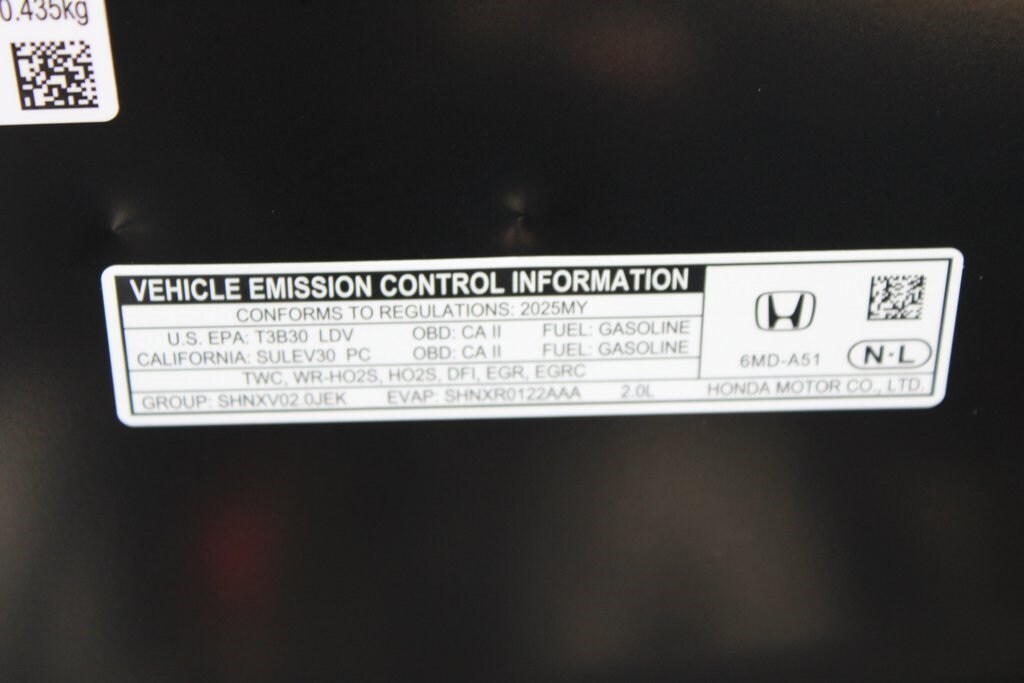 0.435kg
VEHICLE EMISSION CONTROL INFORMATION
CONFORMS TO REGULATIONS: 2025MY
U.S. EPA: T3B30 LDV OBD: CA II FUEL: GASOLINE
CALIFORNIA: SULEV30 PC OBD: CA II FUEL: GASOLINE
TWC, WR-HO2S, HO2S, DFI, EGR, EGRC
GROUP: SHNXV02.0JEK EVAP: SHNXR0122AAA 2.0L
6MD-A51
N·L
HONDA MOTOR CO., LTD.